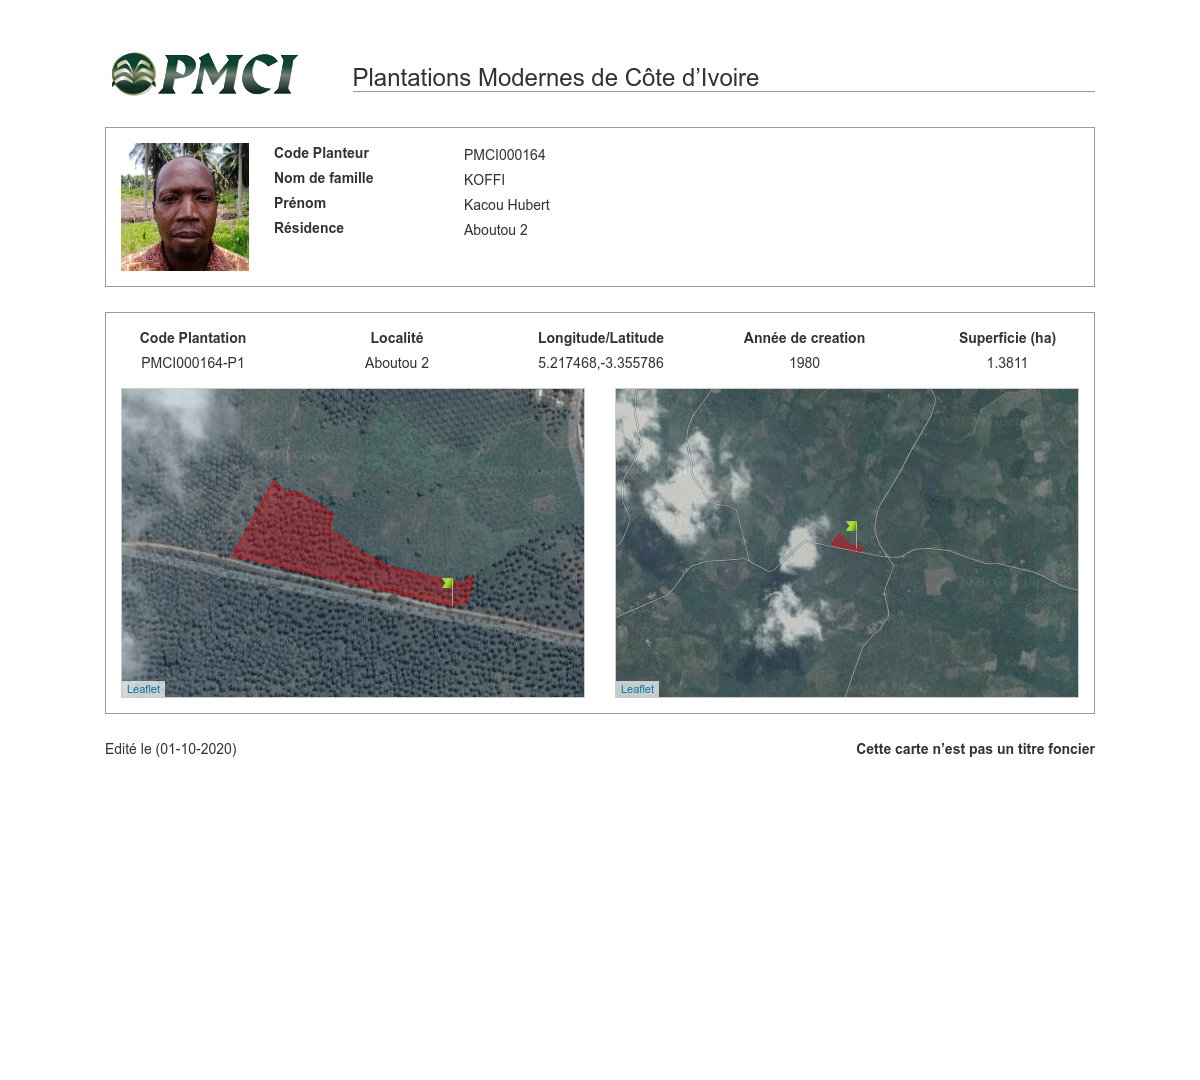 PMCI
Plantations Modernes de Côte d’Ivoire
Code Planteur PMCI000164
Nom de famille KOFFI
Prénom Kacou Hubert
Résidence Aboutou 2
Code Plantation Localité Longitude/Latitude Année de creation Superficie (ha)
PMCI000164-P1 Aboutou 2 5.217468,-3.355786 1980 1.3811
Leaflet Leaflet
Edité le (01-10-2020) Cette carte n’est pas un titre foncier